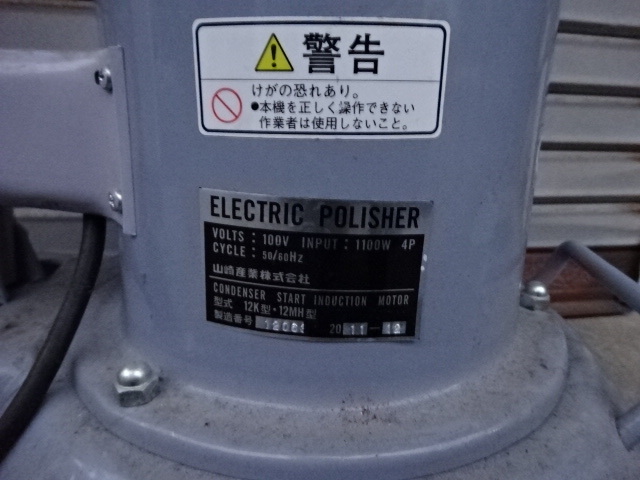 警告
けがの恐れあり。
●本機を正しく操作できない
作業者は使用しないこと。
ELECTRIC POLISHER
VOLTS : 100V INPUT : 1100W 4P
CYCLE : 50/60Hz
山崎産業株式会社
CONDENSER START INDUCTION MOTOR
型式 12K型・12MH型
製造番号 2011-12